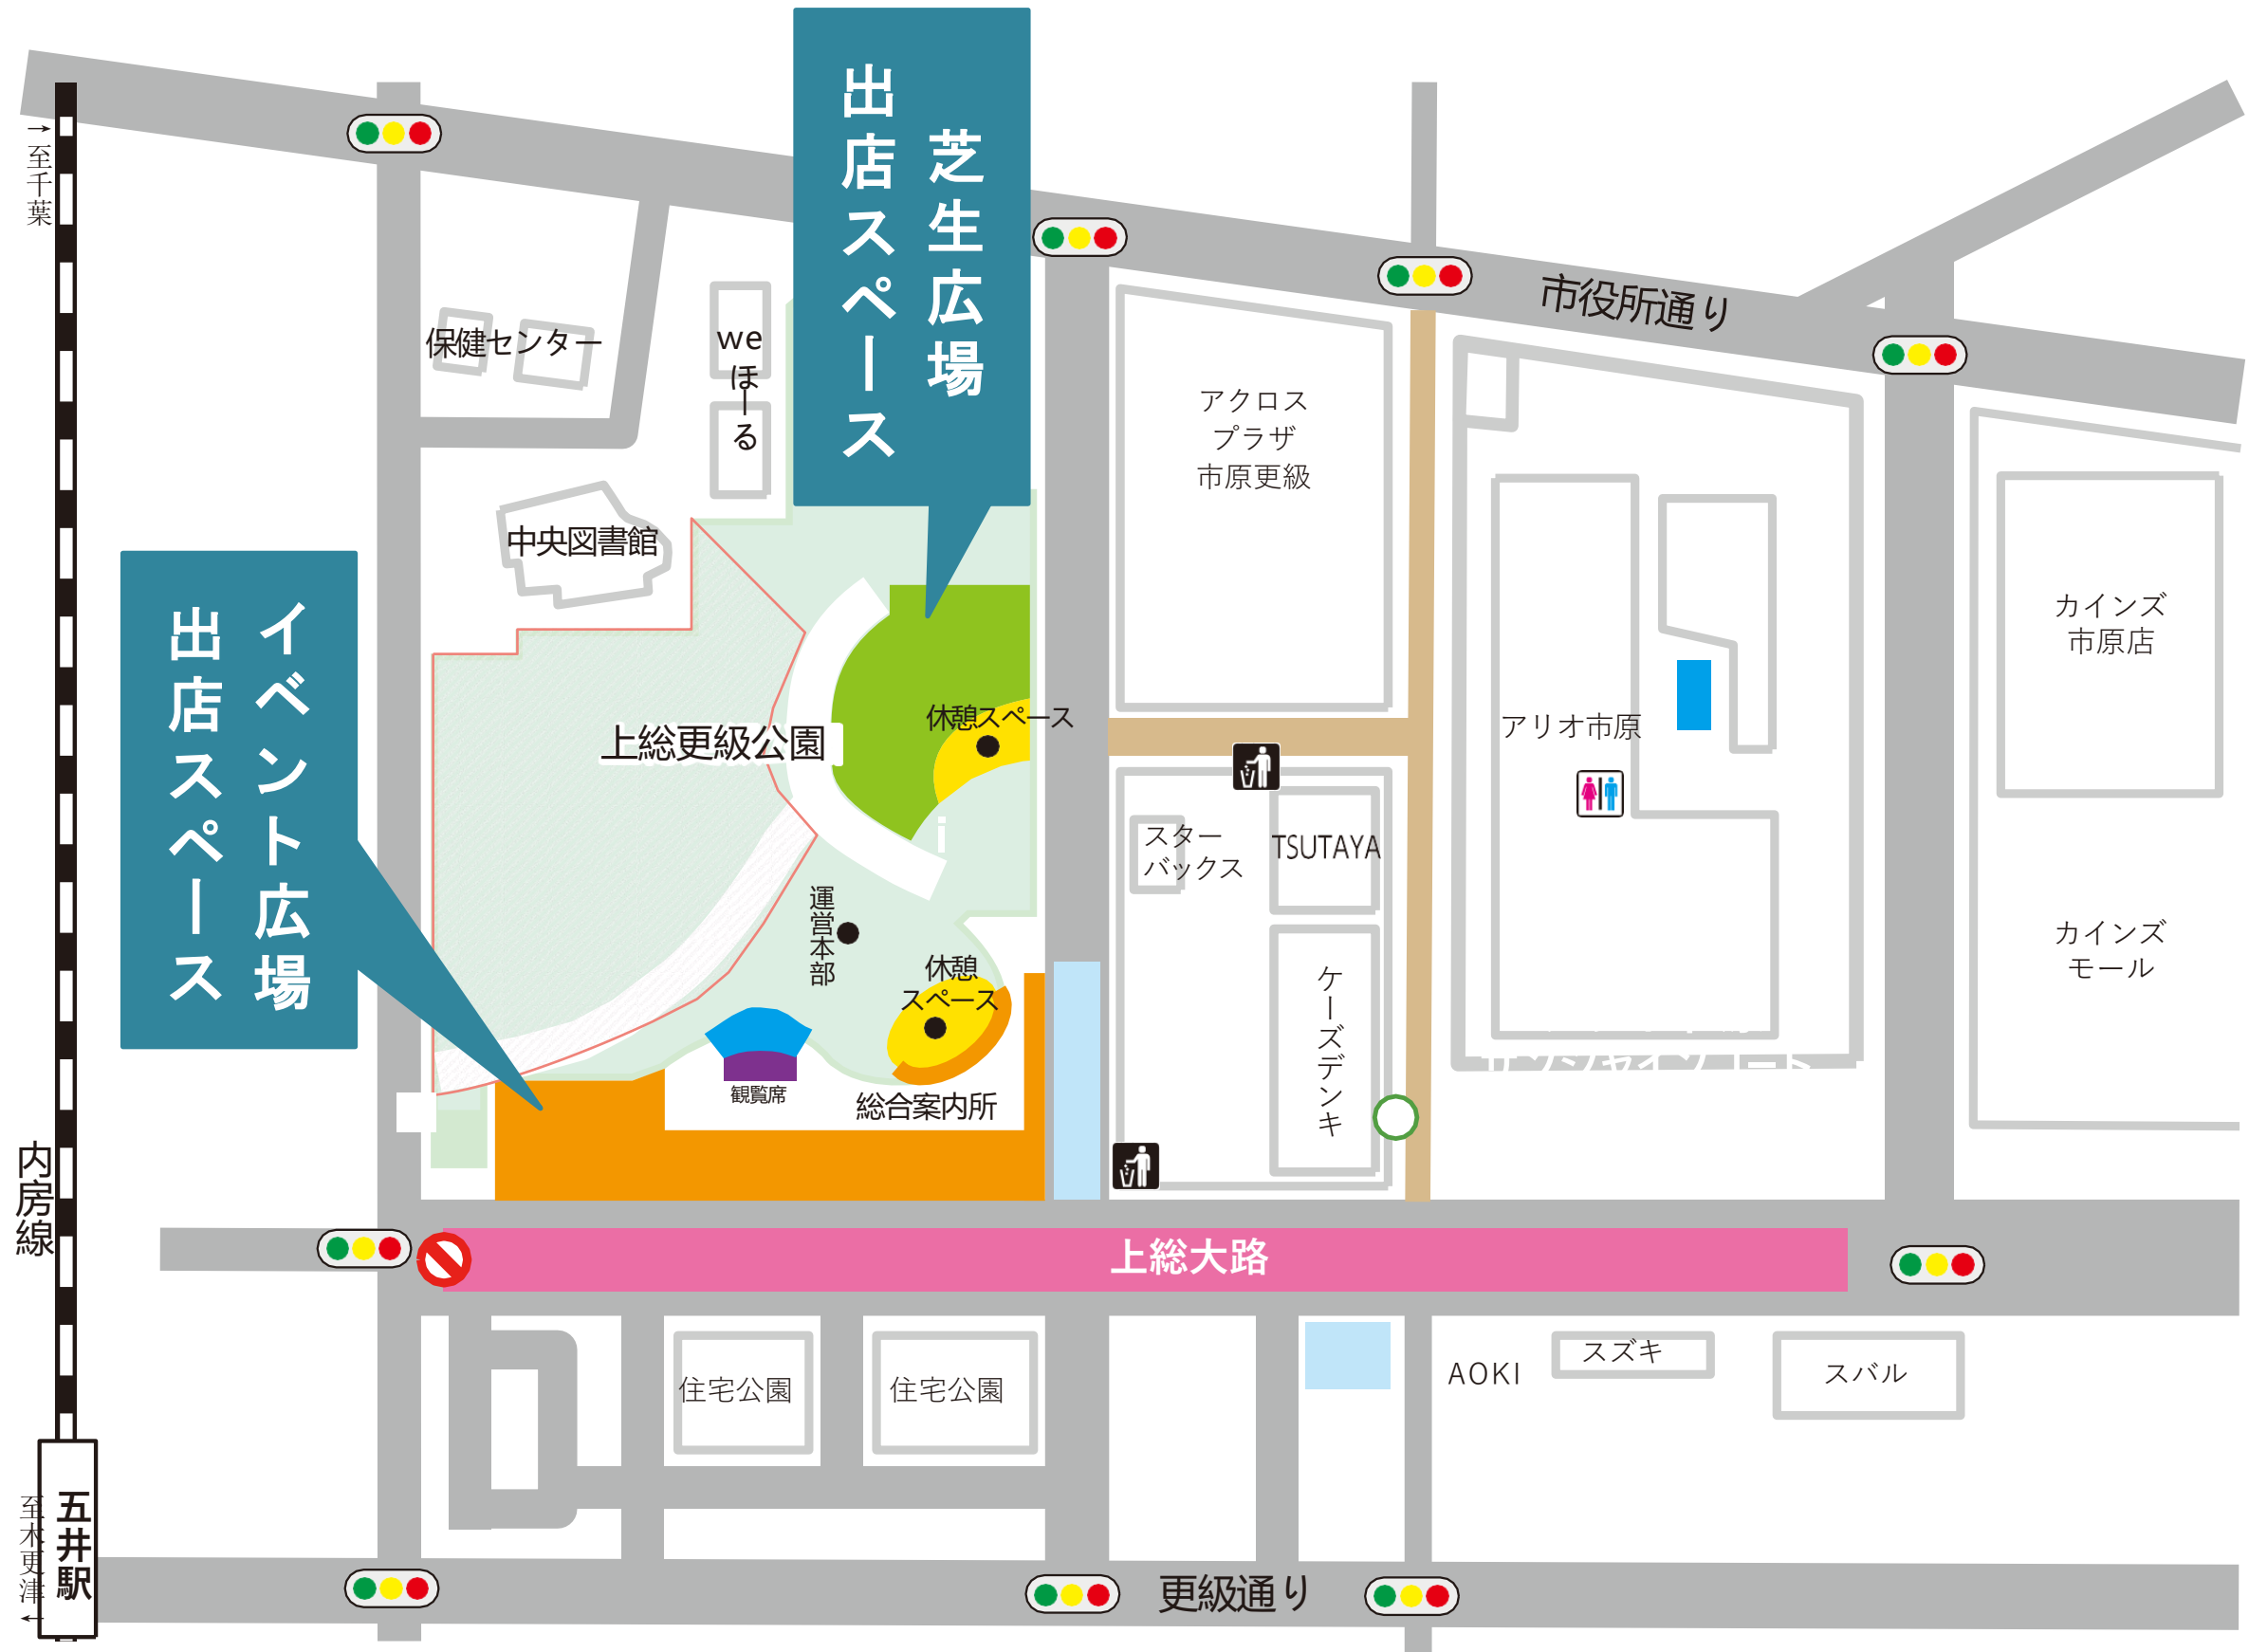 芝生広場
出店スペース
→至千葉
市役所通り
保健センター
weほーる
アクロス
プラザ
市原更級
中央図書館
イベント広場
出店スペース
カインズ
市原店
休憩スペース
上総更級公園
アリオ市原
i
スター
バックス
TSUTAYA
運営本部
カインズ
モール
休憩
スペース
ケーズデンキ
観覧席
総合案内所
内房線
上総大路
スズキ
AOKI
スバル
住宅公園
住宅公園
五井駅
至木更津←
更級通り